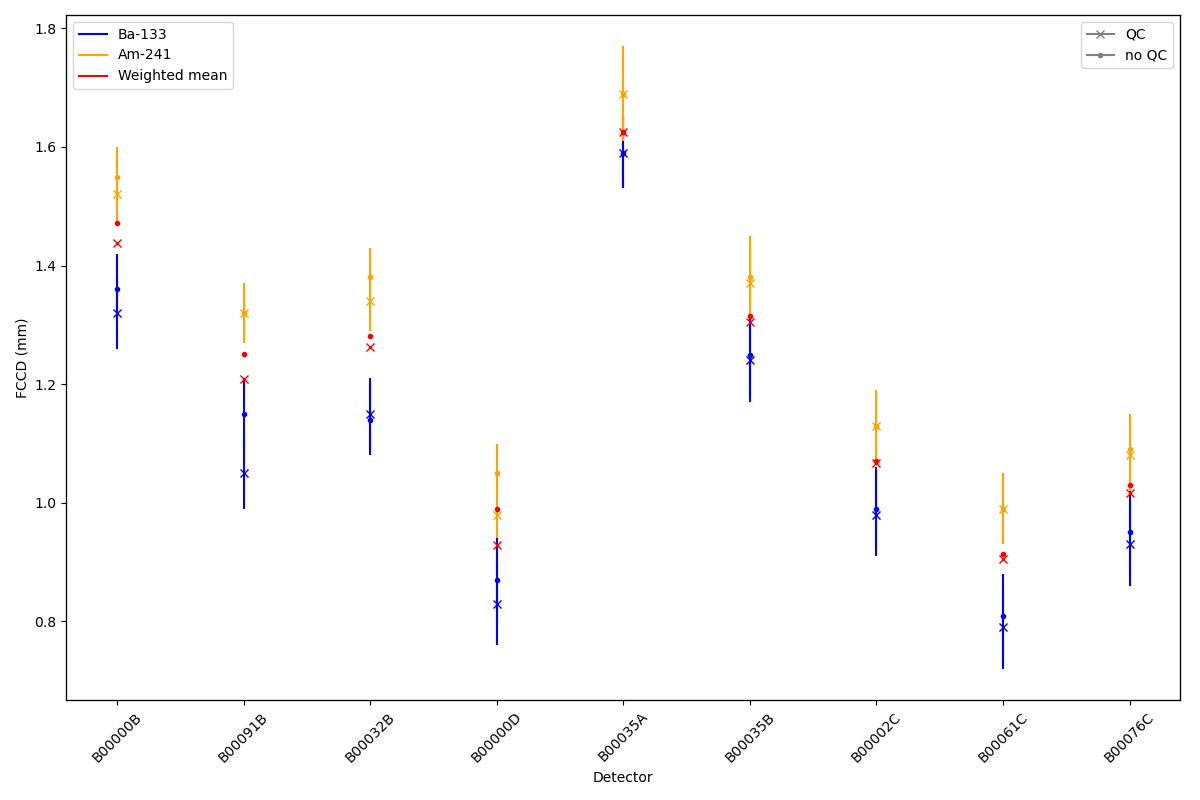 Ba-133
Am-241
Weighted mean
QC
no QC
1.8
1.6
1.4
1.2
1.0
0.8
FCCD (mm)
B00000B
B00091B
B00032B
B00000D
B00035A
B00035B
B00002C
B00061C
B00076C
Detector